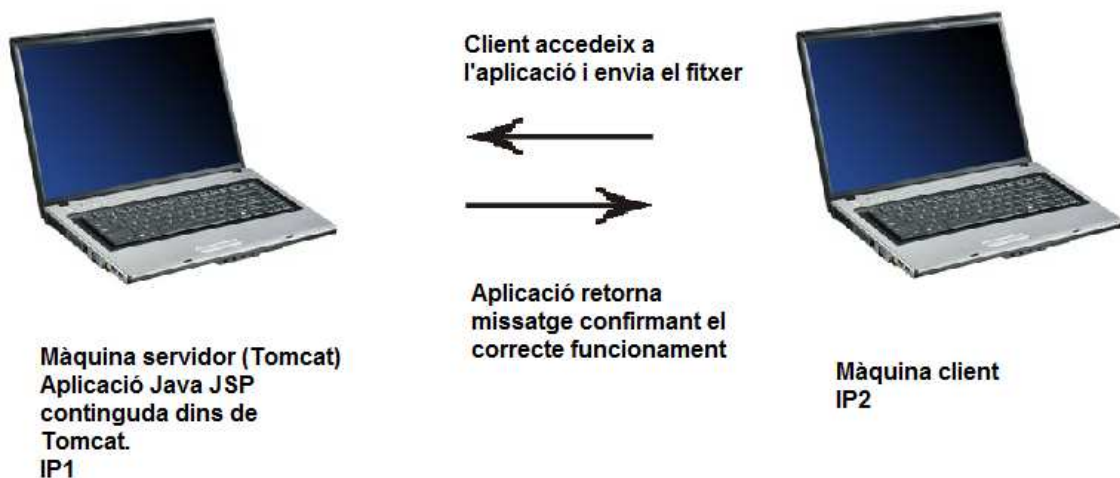 Client accedeix a
l'aplicació i envia el fitxer
Aplicació retorna
missatge confirmant el
correcte funcionament
Màquina servidor (Tomcat)
Aplicació Java JSP
continguda dins de
Tomcat.
IP1
Màquina client
IP2